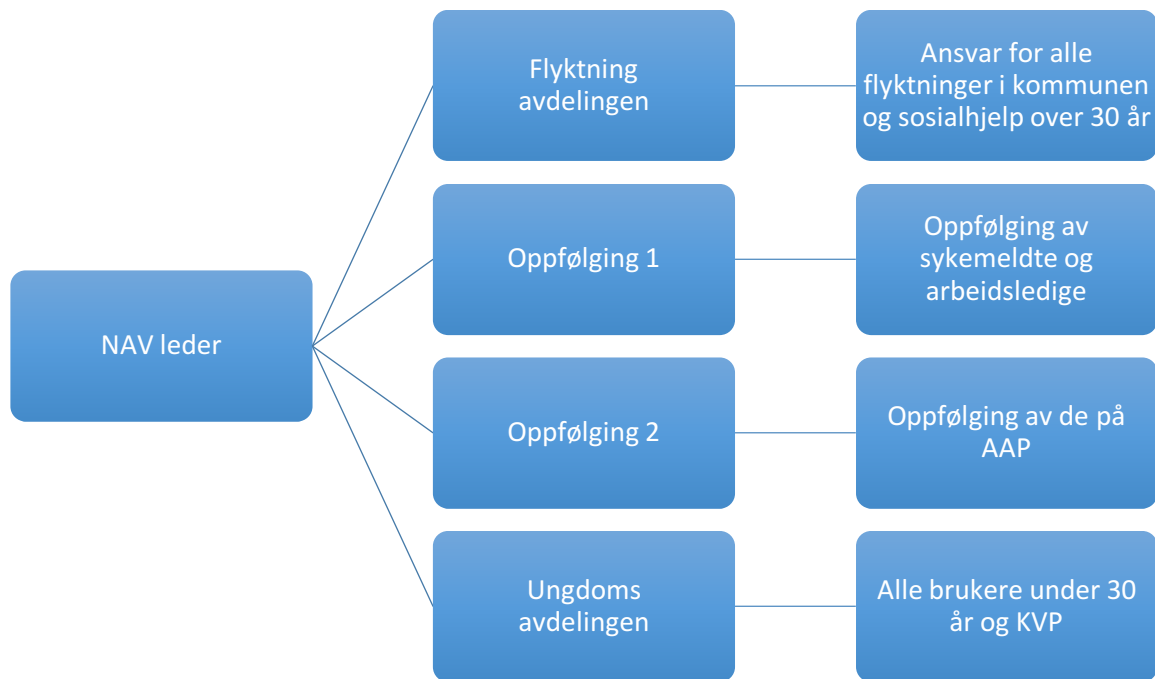 NAV leder
Flyktning
avdelingen
Ansvar for alle
flyktninger i kommunen
og sosialhjelp over 30 år
Oppfølging 1
Oppfølging av
sykemeldte og
arbeidsledige
Oppfølging 2
Oppfølging av de på
AAP
Ungdoms
avdelingen
Alle brukere under 30
år og KVP